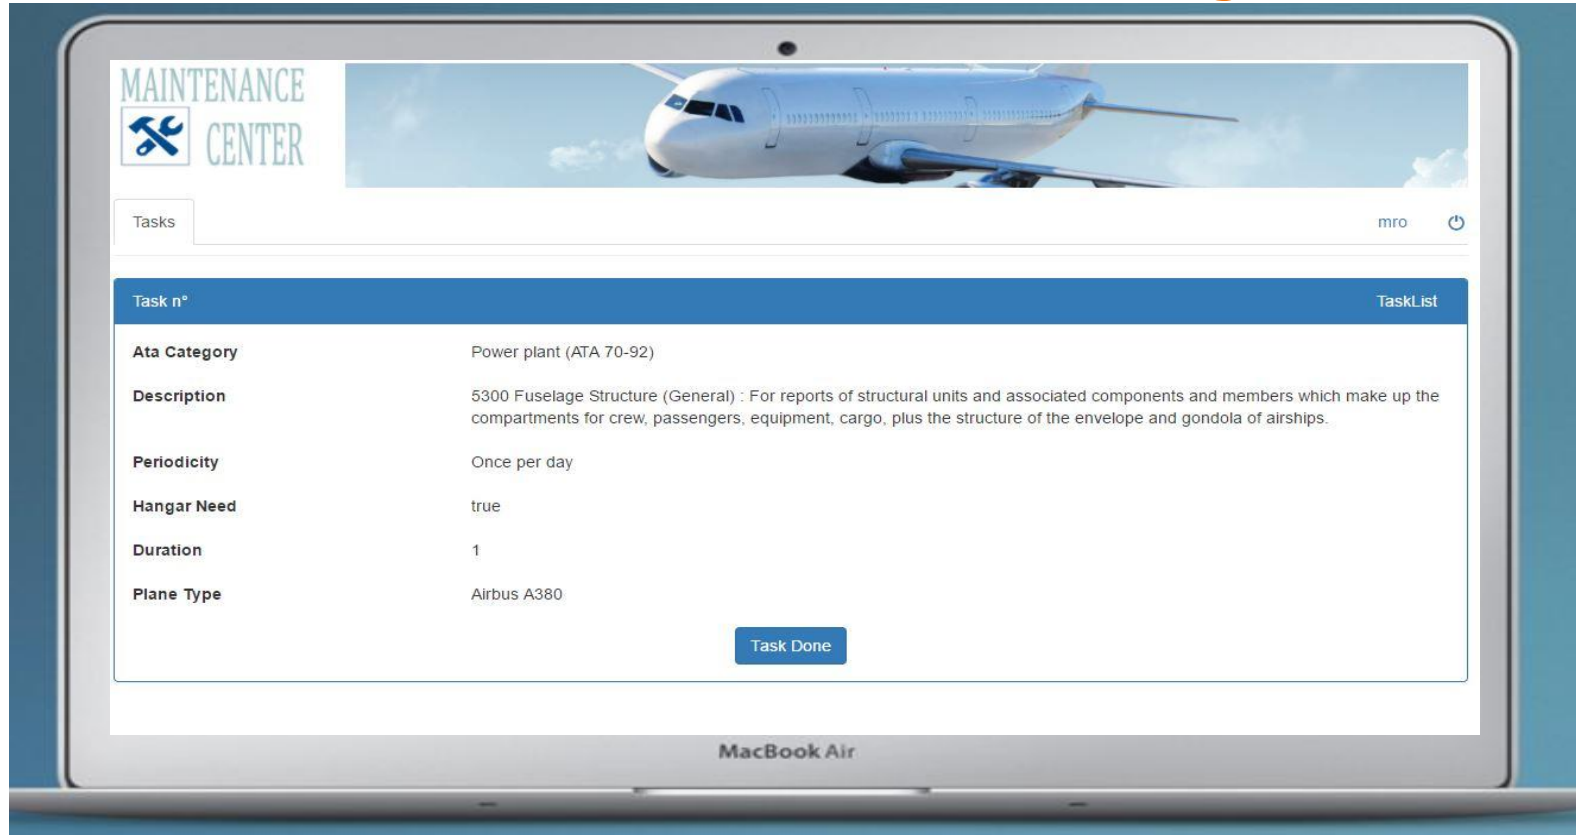 MAINTENANCE
CENTER
Tasks
mro
Task n°
TaskList
Ata Category
Power plant (ATA 70-92)
Description
5300 Fuselage Structure (General) : For reports of structural units and associated components and members which make up the
compartments for crew, passengers, equipment, cargo, plus the structure of the envelope and gondola of airships.
Periodicity
Once per day
Hangar Need
true
Duration
1
Plane Type
Airbus A380
Task Done
MacBook Air